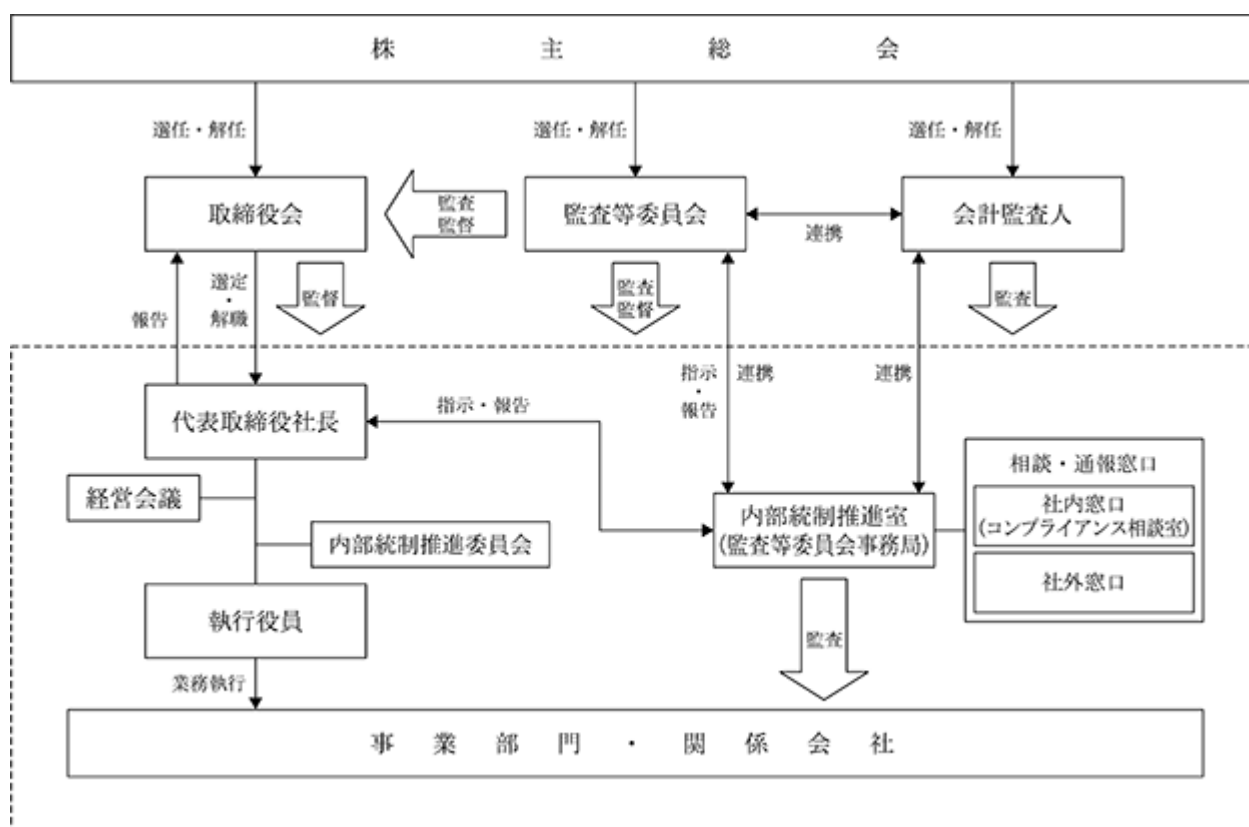 株主総会
選任・解任
選任・解任
選任・解任
取締役会
監査
監督
監査等委員会
連携
会計監査人
報告
選定
・
解職
監督
監査
監督
監査
指示
・
報告
連携
連携
代表取締役社長
指示・報告
経営会議
内部統制推進委員会
内部統制推進室
(監査等委員会事務局)
相談・通報窓口
社内窓口
(コンプライアンス相談室)
社外窓口
執行役員
監査
業務執行
事業部門・関係会社